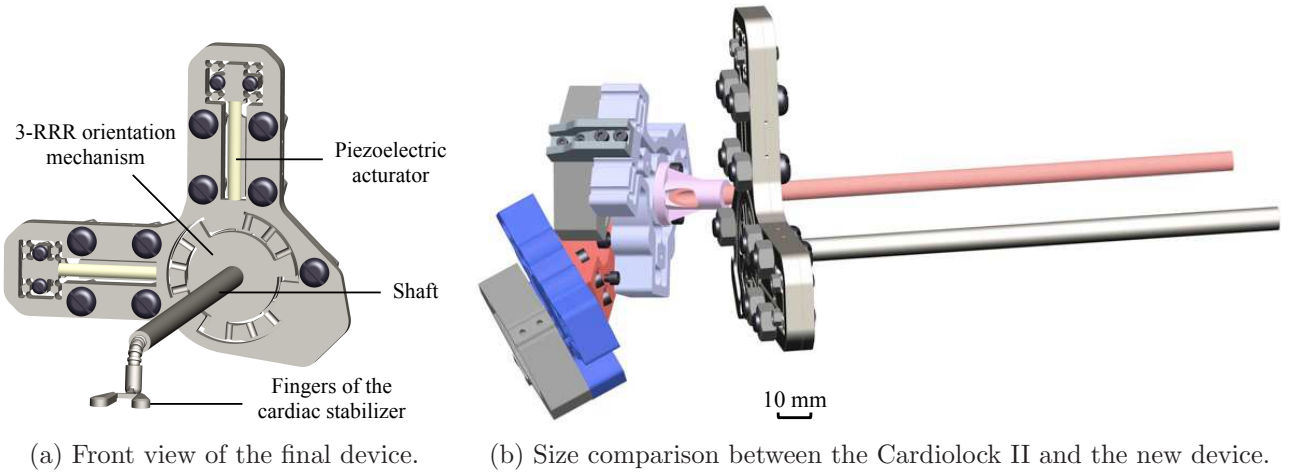 3-RRR orientation
mechanism
Piezoelectric
acturator
Shaft
Fingers of the
cardiac stabilizer
10 mm
(a) Front view of the final device.
(b) Size comparison between the Cardiolock II and the new device.